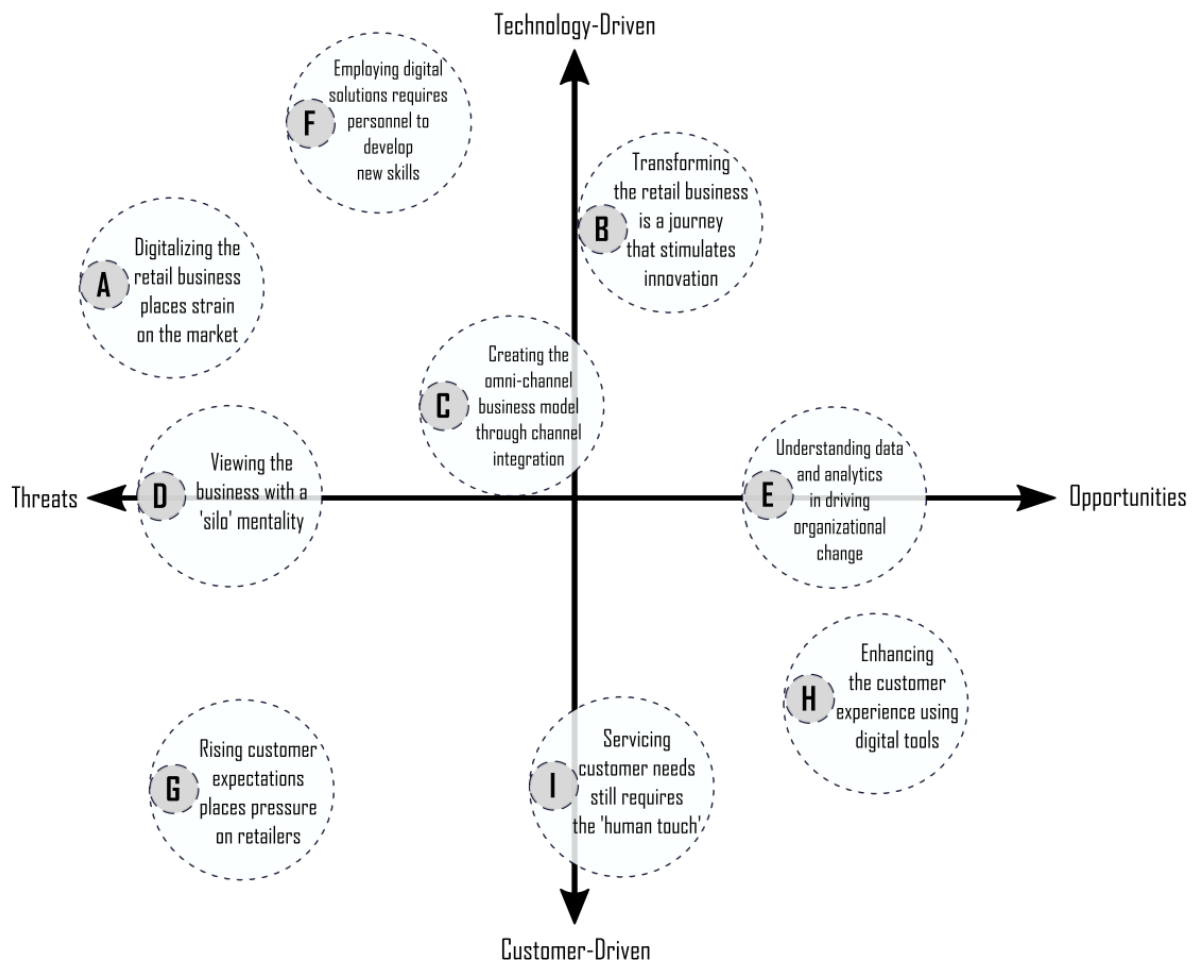 Technology-Driven
F
Employing digital
solutions requires
personnel to
develop
new skills
B
Transforming
the retail business
is a journey
that stimulates
innovation
A
Digitalizing the
retail business
places strain
on the market
C
Creating the
omni-channel
business model
through channel
integration
Threats
D
Viewing the
business with a
'silo' mentality
E
Understanding data
and analytics
in driving
organizational
change
Opportunities
H
Enhancing
the customer
experience using
digital tools
G
Rising customer
expectations
places pressure
on retailers
I
Servicing
customer needs
still requires
the 'human touch'
Customer-Driven